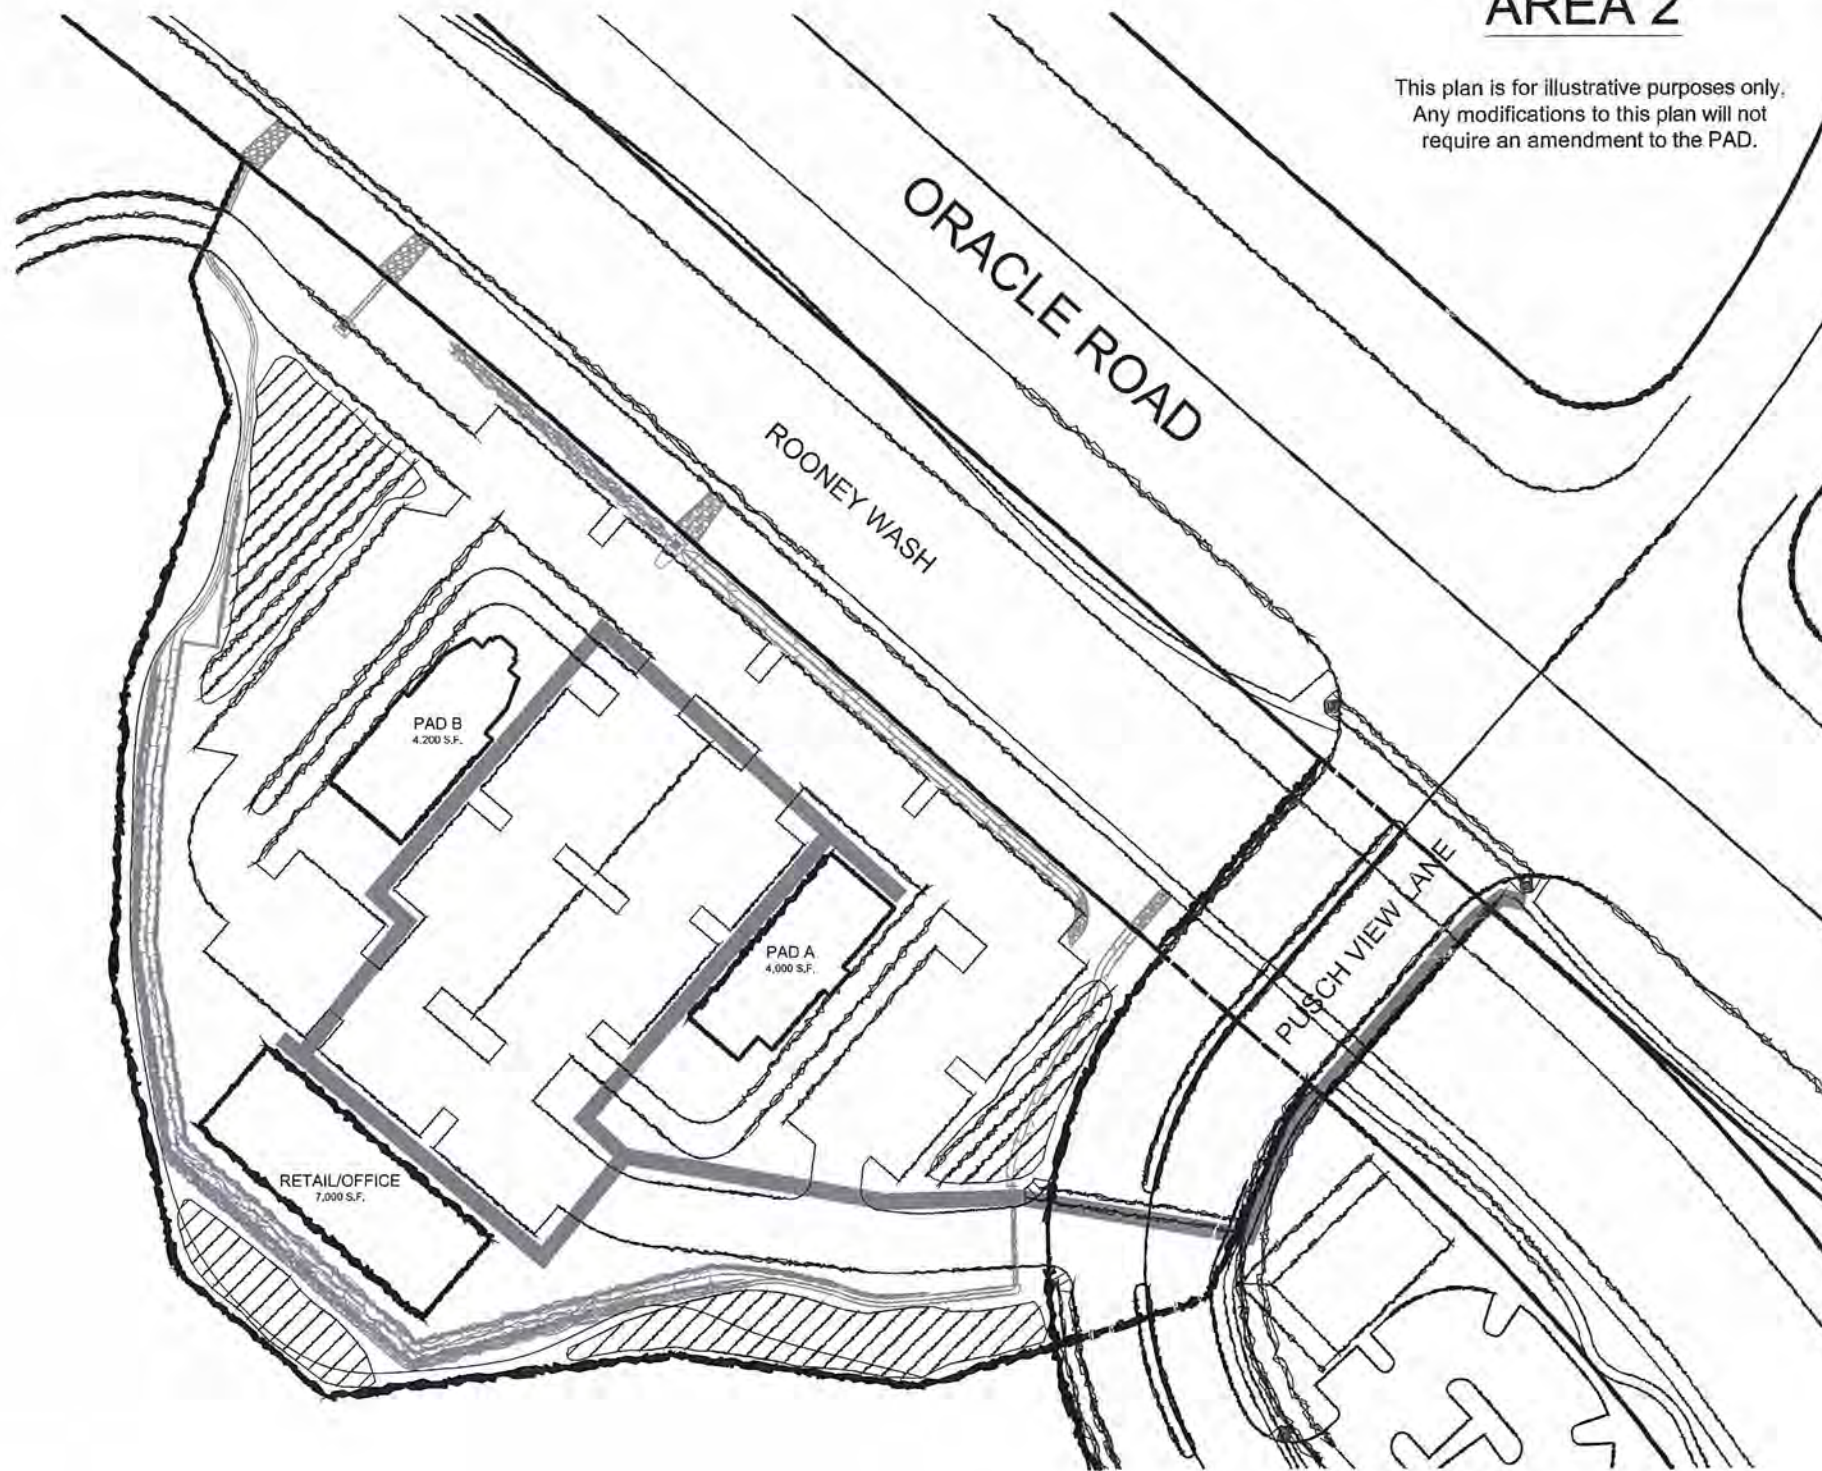 AREA 2
This plan is for illustrative purposes only.
Any modifications to this plan will not
require an amendment to the PAD.
ORACLE ROAD
ROONEY WASH
PAD B
4,200 S.F.
PUSCH VIEW LANE
PAD A
4,000 S.F.
RETAIL/OFFICE
7,000 S.F.